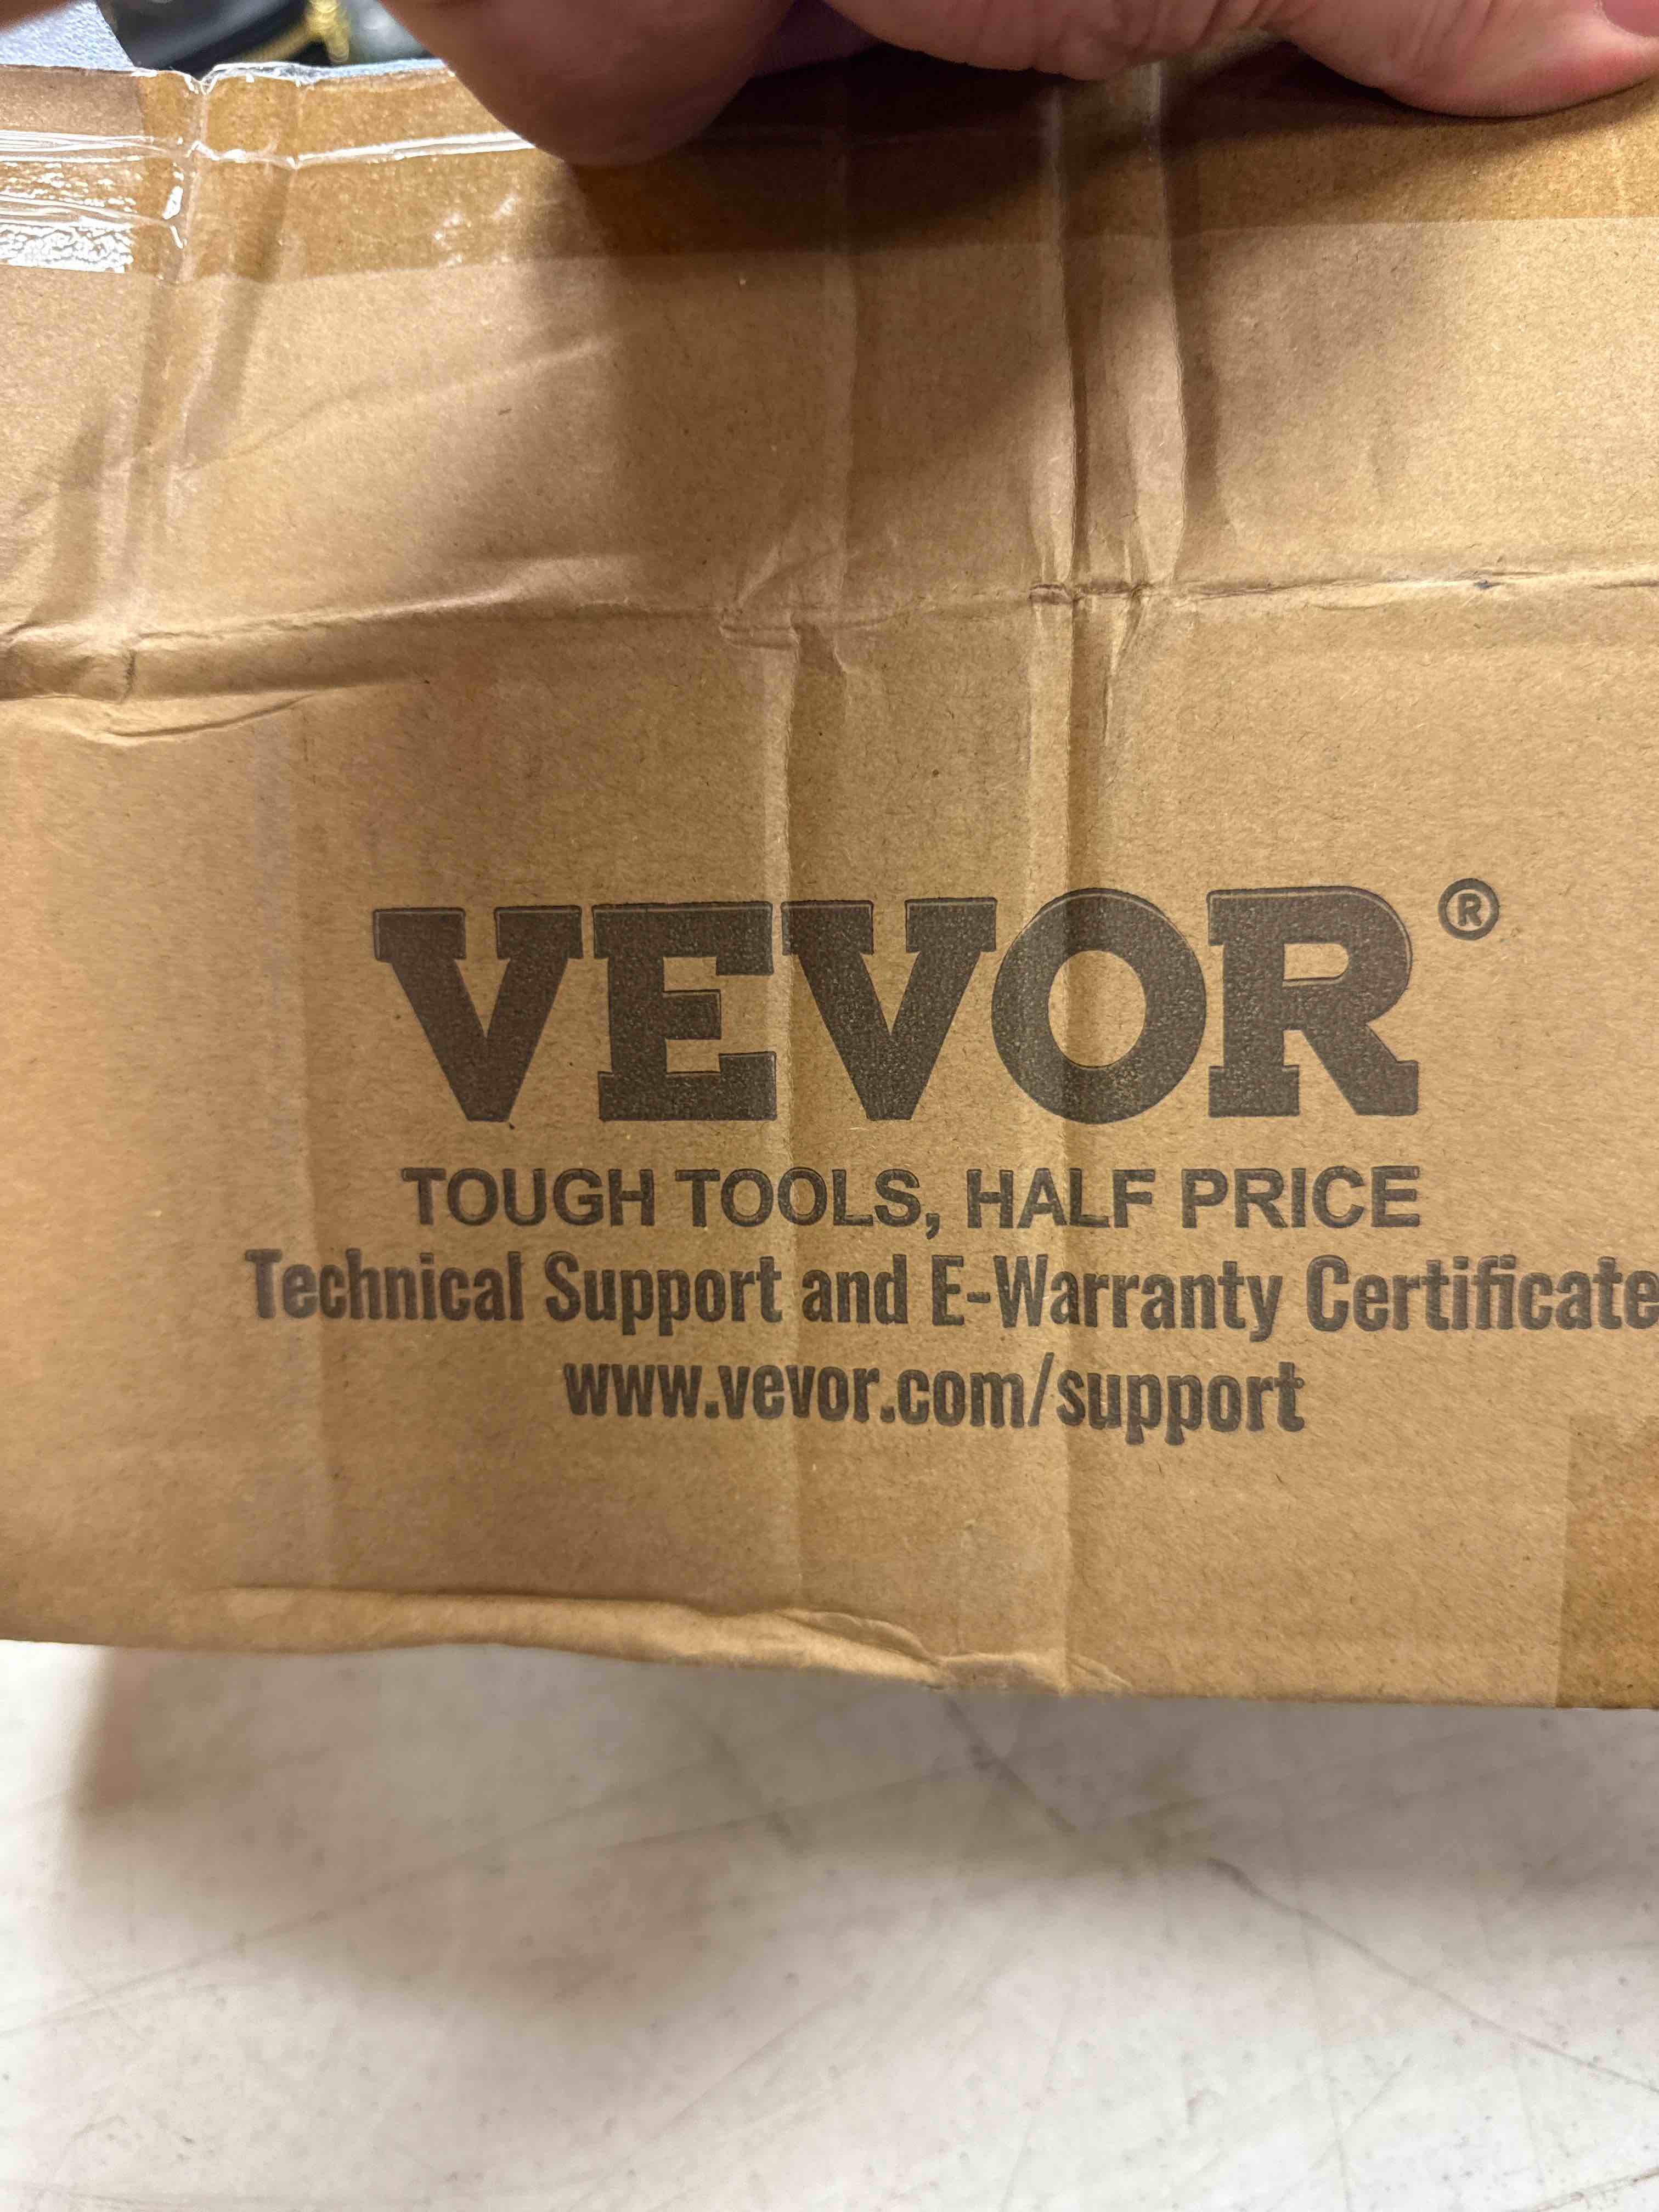 VEVOR®
TOUGH TOOLS, HALF PRICE
Technical Support and E-Warranty Certificate
www.vevor.com/support